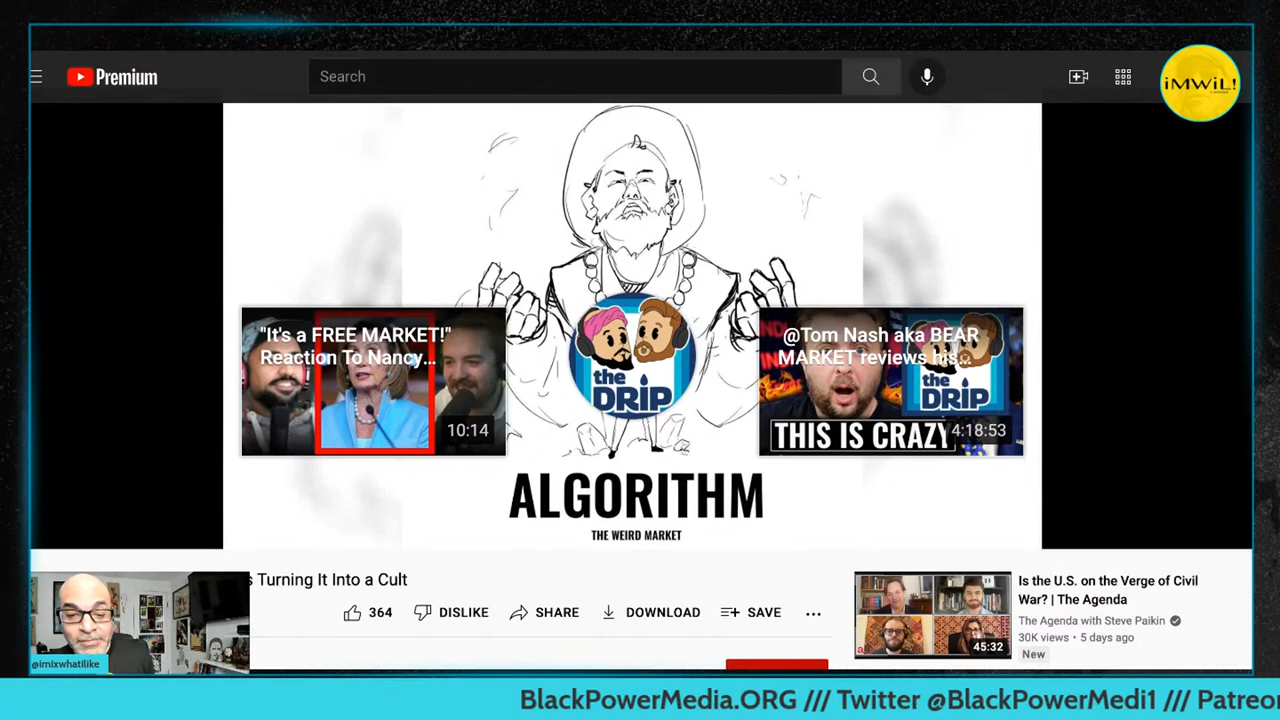 Premium
Search
iMWiL!
"It's a FREE MARKET!"
Reaction To Nancy...
10:14
the
DRIP
@Tom Nash aka BEAR
MARKET reviews his...
the
DRIP
THIS IS CRAZY
4:18:53
ALGORITHM
THE WEIRD MARKET
s Turning It Into a Cult
364
DISLIKE
SHARE
DOWNLOAD
SAVE
Is the U.S. on the Verge of Civil
War? | The Agenda
The Agenda with Steve Paikin
30K views • 5 days ago
New
45:32
@imixwhatilike
BlackPowerMedia.ORG /// Twitter @BlackPowerMedi1 /// Patreo